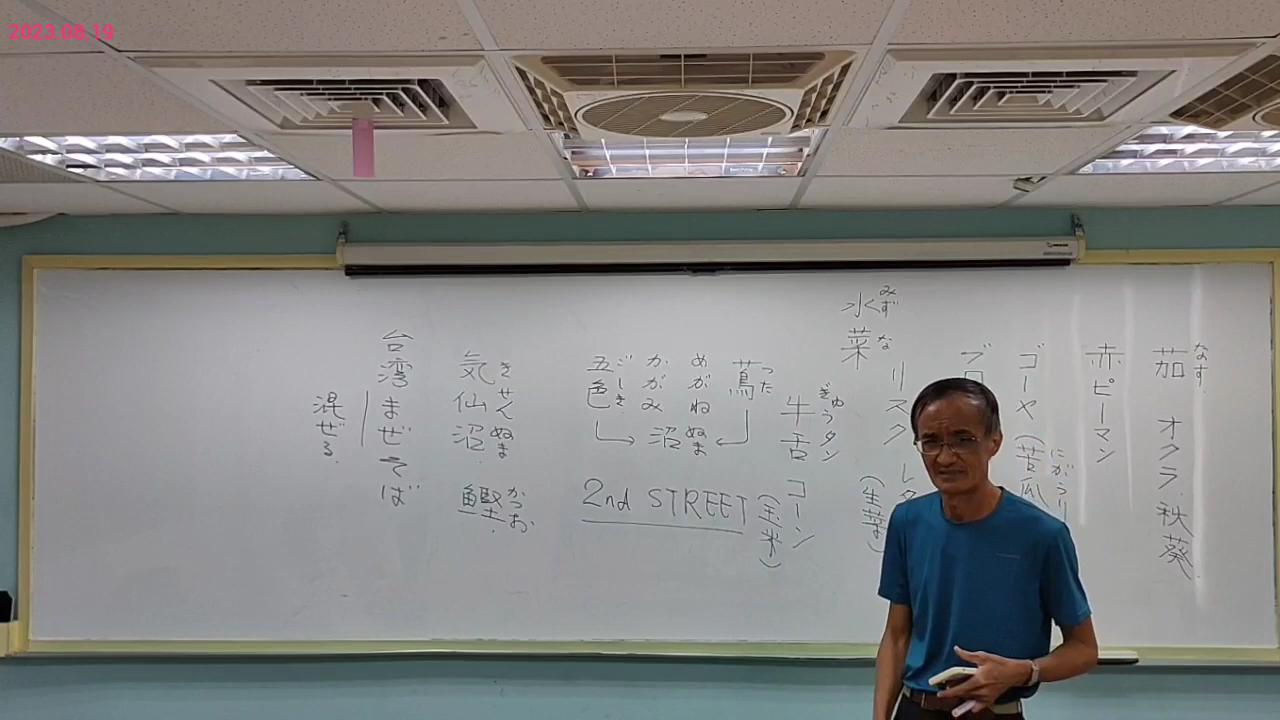 2023.08.19
なす
茄 オクラ 秋葵
赤ピーマン
ゴーヤ (苦瓜
にがうり
ブロ
みずな
水菜
リスク レタ
(生菜)
ぎゅうタン
牛舌 コーン
(玉米)
つた
蔦
めがね ぬま
かがみ 沼
ごしき
五色
2nd STREET
きせんぬま かつお
気仙沼 鰹
台湾まぜそば
混ぜる